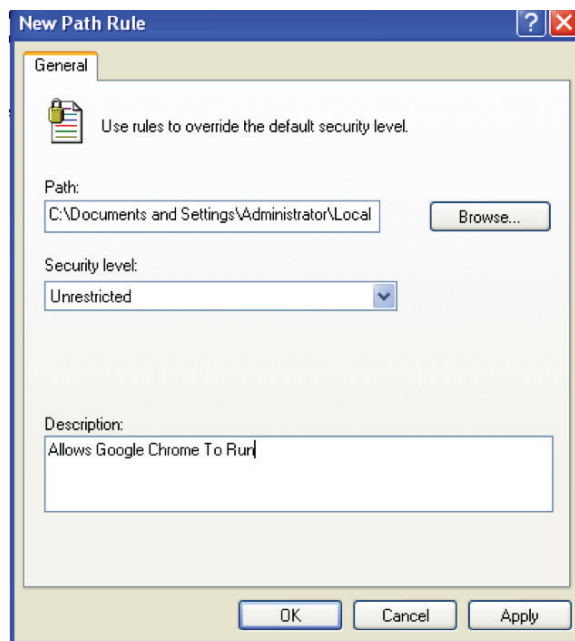 New Path Rule
General
Use rules to override the default security level.
Path:
C:\Documents and Settings\Administrator\Local
Browse...
Security level:
Unrestricted
Description:
Allows Google Chrome To Run
OK Cancel Apply